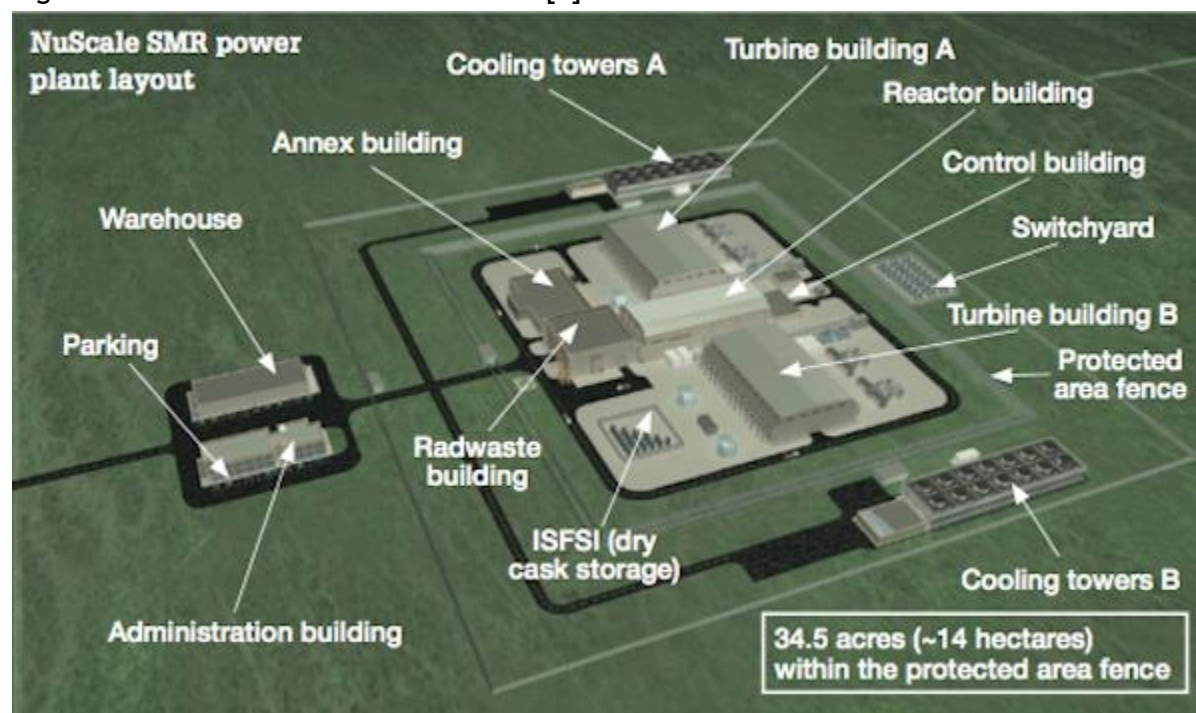 NuScale SMR power
plant layout
Cooling towers A
Turbine building A
Reactor building
Annex building
Control building
Warehouse
Switchyard
Turbine building B
Parking
Protected
area fence
Radwaste
building
ISFSI (dry
cask storage)
Cooling towers B
Administration building
34.5 acres (~14 hectares)
within the protected area fence